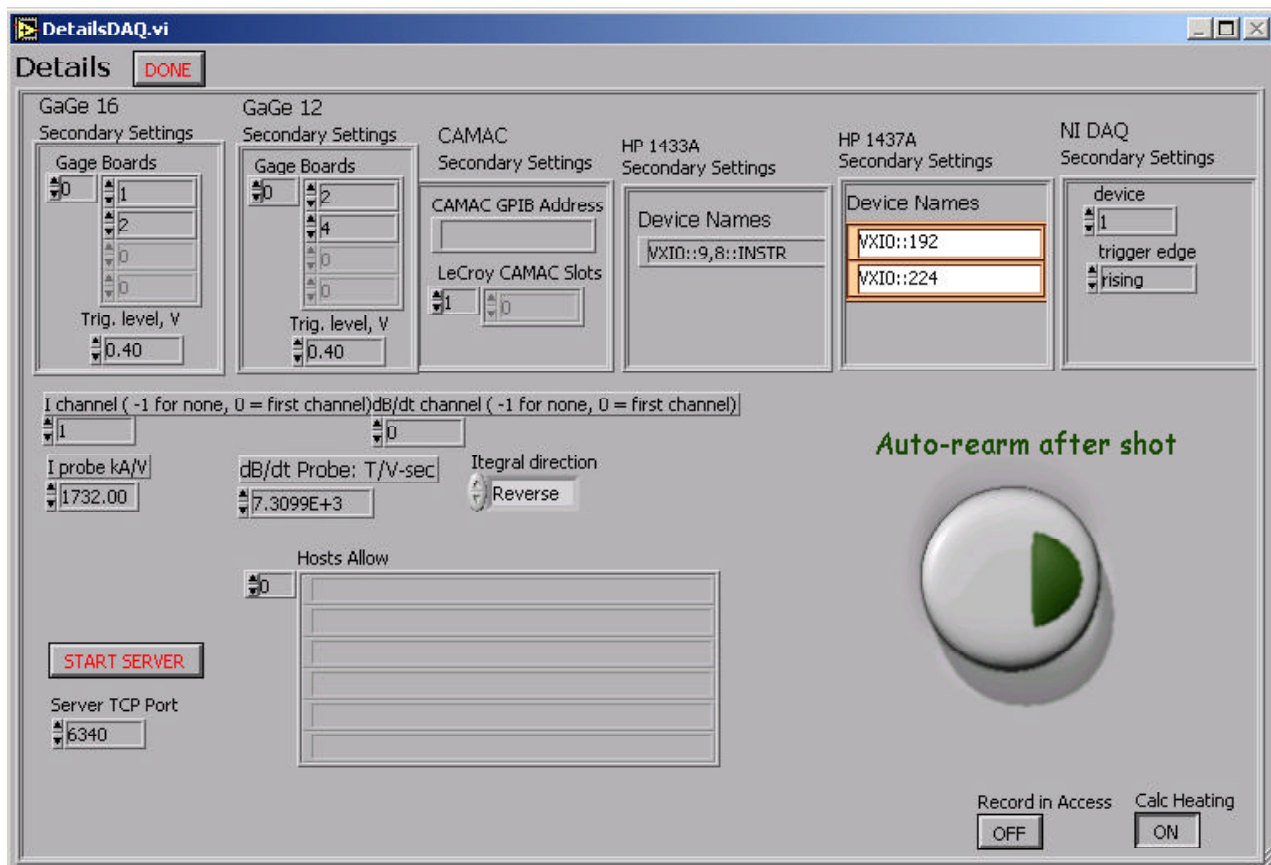 DetailsDAQ.vi
Details DONE
GaGe 16
Secondary Settings
Gage Boards
0 1
2
0
0
Trig. level, V
0.40
GaGe 12
Secondary Settings
Gage Boards
0 2
4
0
0
Trig. level, V
0.40
CAMAC
Secondary Settings
CAMAC GPIB Address
LeCroy CAMAC Slots
1 0
HP 1433A
Secondary Settings
Device Names
VXI0::9,8::INSTR
HP 1437A
Secondary Settings
Device Names
VXI0::192
VXI0::224
NI DAQ
Secondary Settings
device
1
trigger edge
rising
I channel ( -1 for none, 0 = first channel)
1
dB/dt channel ( -1 for none, 0 = first channel)
0
I probe kA/V
1732.00
dB/dt Probe: T/V-sec
7.3099E+3
Itegral direction
Reverse
Auto-rearm after shot
Hosts Allow
0
START SERVER
Server TCP Port
6340
Record in Access
OFF
Calc Heating
ON